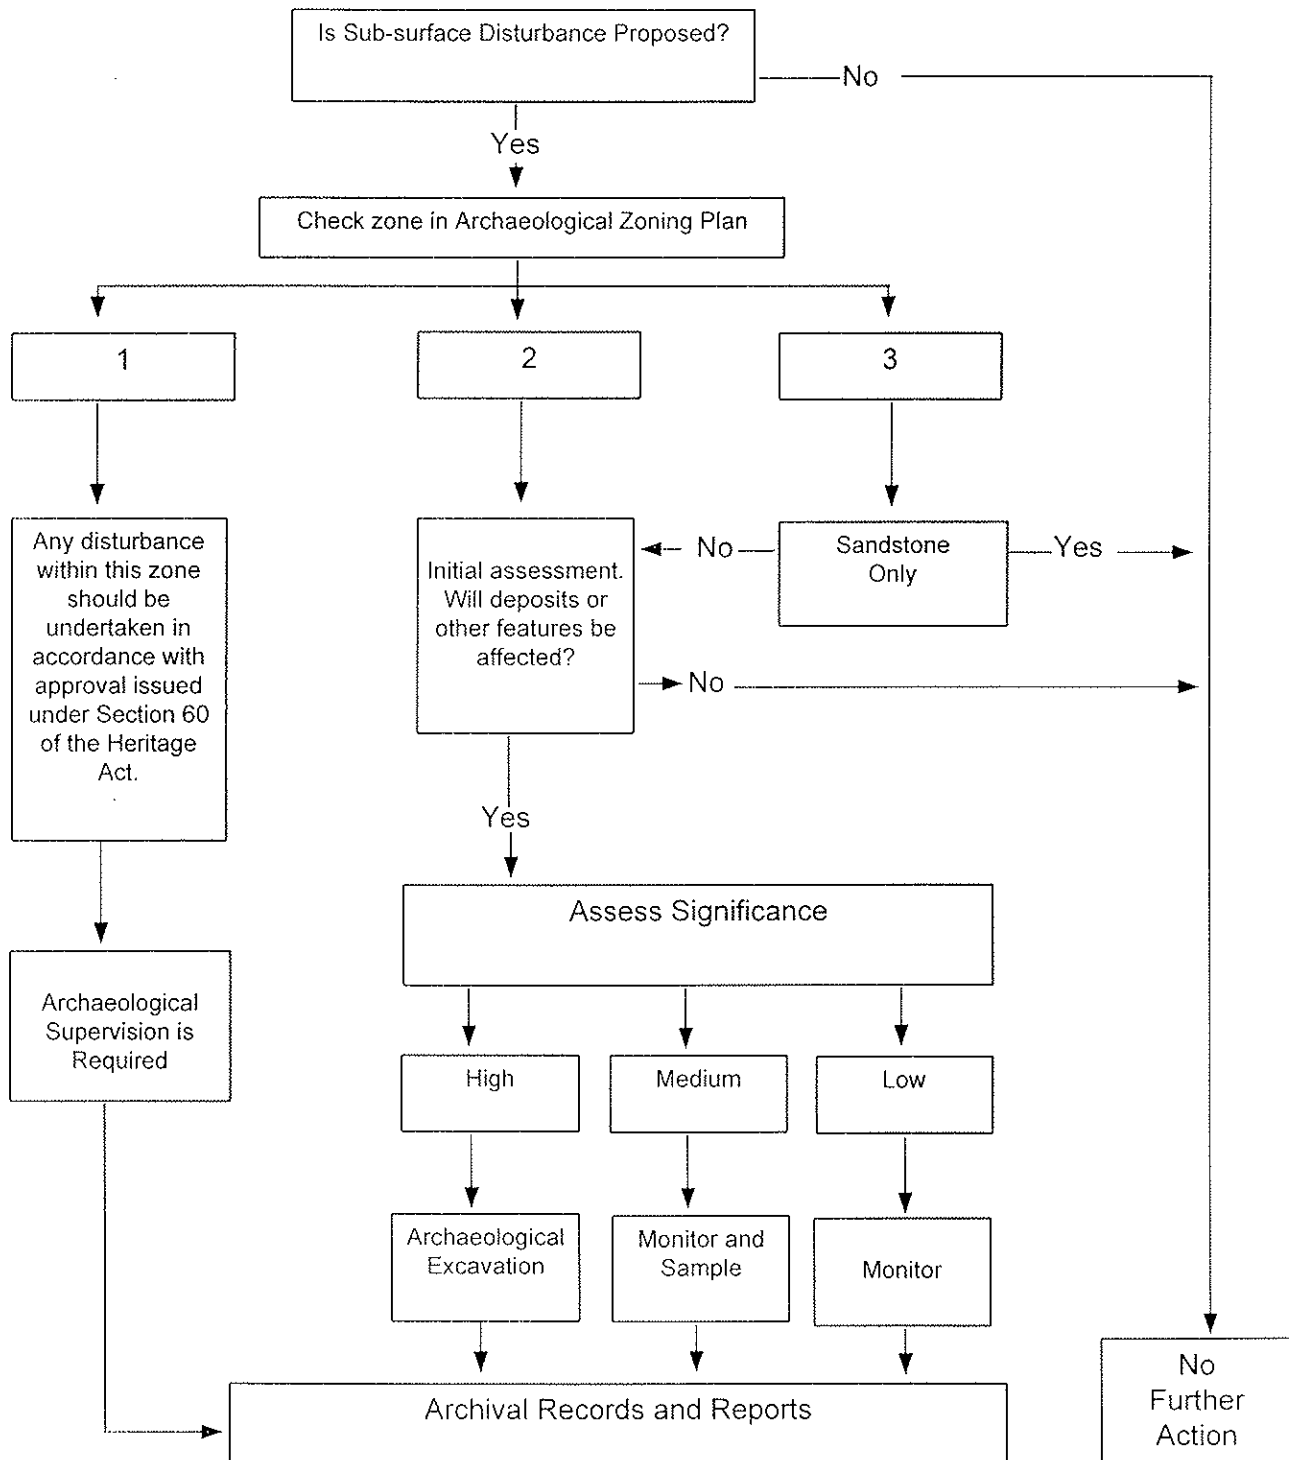 Is Sub-surface Disturbance Proposed?
No
Yes
Check zone in Archaeological Zoning Plan
1
2
3
Any disturbance
within this zone
should be
undertaken in
accordance with
approval issued
under Section 60
of the Heritage
Act.
Initial assessment.
Will deposits or
other features be
affected?
No
Sandstone
Only
Yes
No
Yes
Assess Significance
Archaeological
Supervision is
Required
High
Medium
Low
Archaeological
Excavation
Monitor and
Sample
Monitor
Archival Records and Reports
No
Further
Action